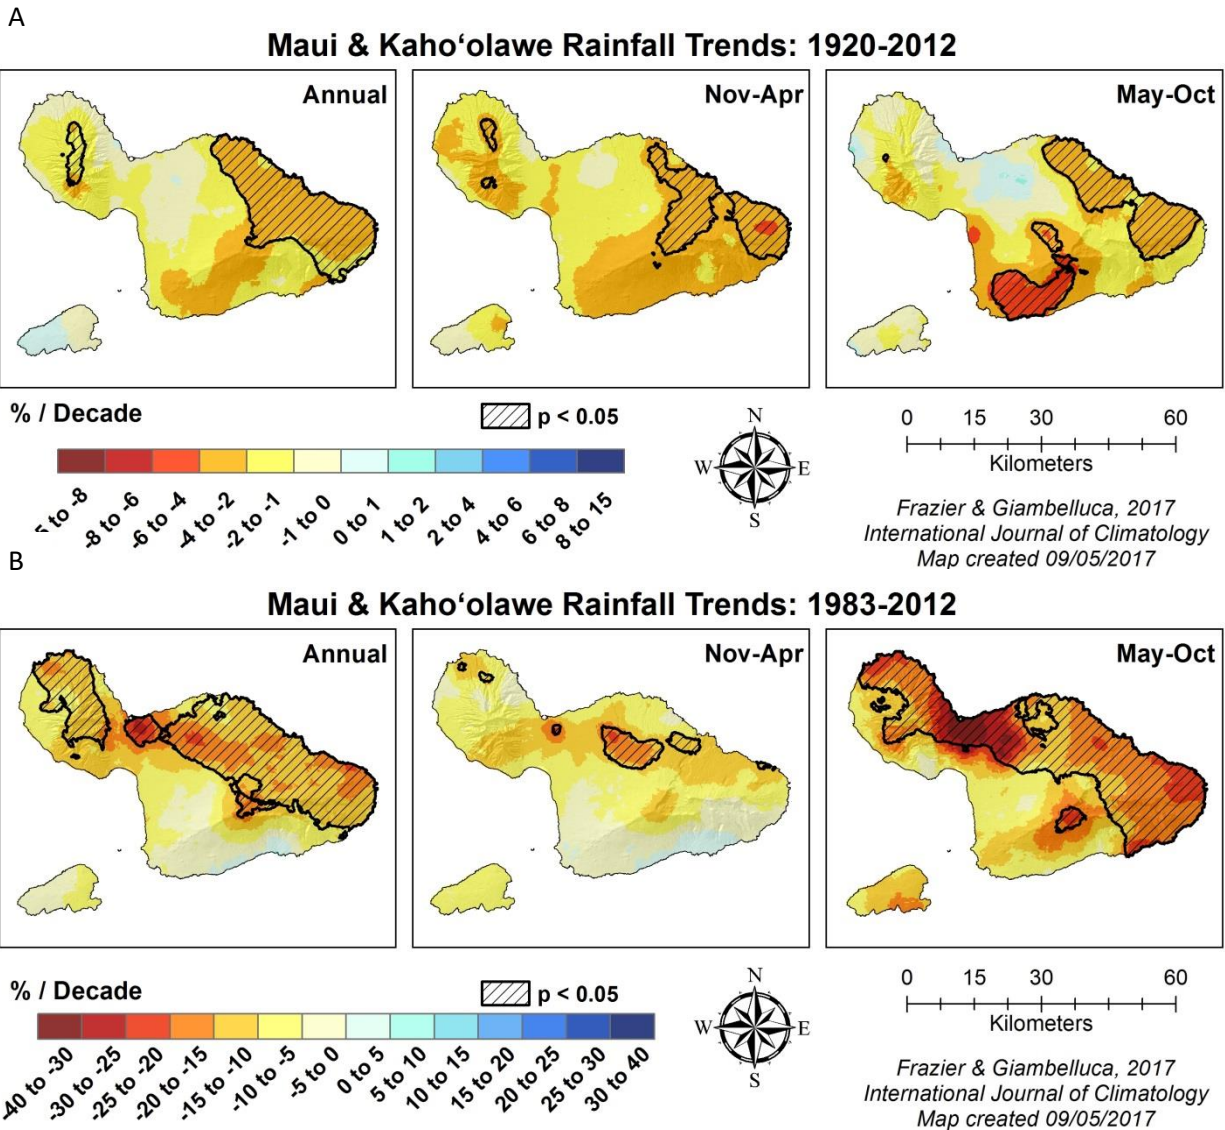 A
Maui & Kahoʻolawe Rainfall Trends: 1920-2012
Annual
Nov-Apr
May-Oct
% / Decade
p < 0.05
-8 to -6
-6 to -4
-4 to -2
-2 to -1
-1 to 0
0 to 1
1 to 2
2 to 4
4 to 6
6 to 8
8 to 15
N
W E
S
0 15 30 60
Kilometers
Frazier & Giambelluca, 2017
International Journal of Climatology
Map created 09/05/2017
B
Maui & Kahoʻolawe Rainfall Trends: 1983-2012
Annual
Nov-Apr
May-Oct
% / Decade
p < 0.05
-40 to -30
-30 to -25
-25 to -20
-20 to -15
-15 to -10
-10 to -5
-5 to 0
0 to 5
5 to 10
10 to 15
15 to 20
20 to 25
25 to 30
30 to 40
N
W E
S
0 15 30 60
Kilometers
Frazier & Giambelluca, 2017
International Journal of Climatology
Map created 09/05/2017